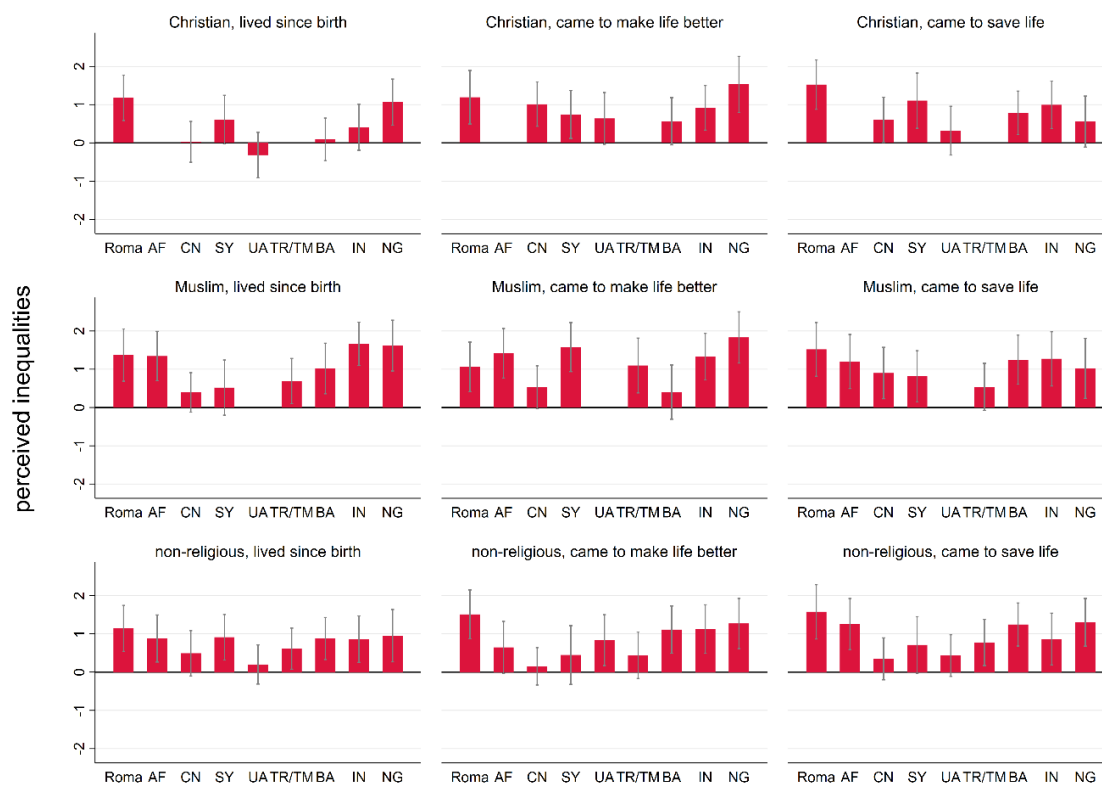 Christian, lived since birth
Christian, came to make life better
Christian, came to save life
2
1
0
-1
-2
Roma AF CN SY UA TR/TM BA IN NG
Roma AF CN SY UA TR/TM BA IN NG
Roma AF CN SY UA TR/TM BA IN NG
perceived inequalities
Muslim, lived since birth
Muslim, came to make life better
Muslim, came to save life
2
1
0
-1
-2
Roma AF CN SY UA TR/TM BA IN NG
Roma AF CN SY UA TR/TM BA IN NG
Roma AF CN SY UA TR/TM BA IN NG
non-religious, lived since birth
non-religious, came to make life better
non-religious, came to save life
2
1
0
-1
-2
Roma AF CN SY UA TR/TM BA IN NG
Roma AF CN SY UA TR/TM BA IN NG
Roma AF CN SY UA TR/TM BA IN NG